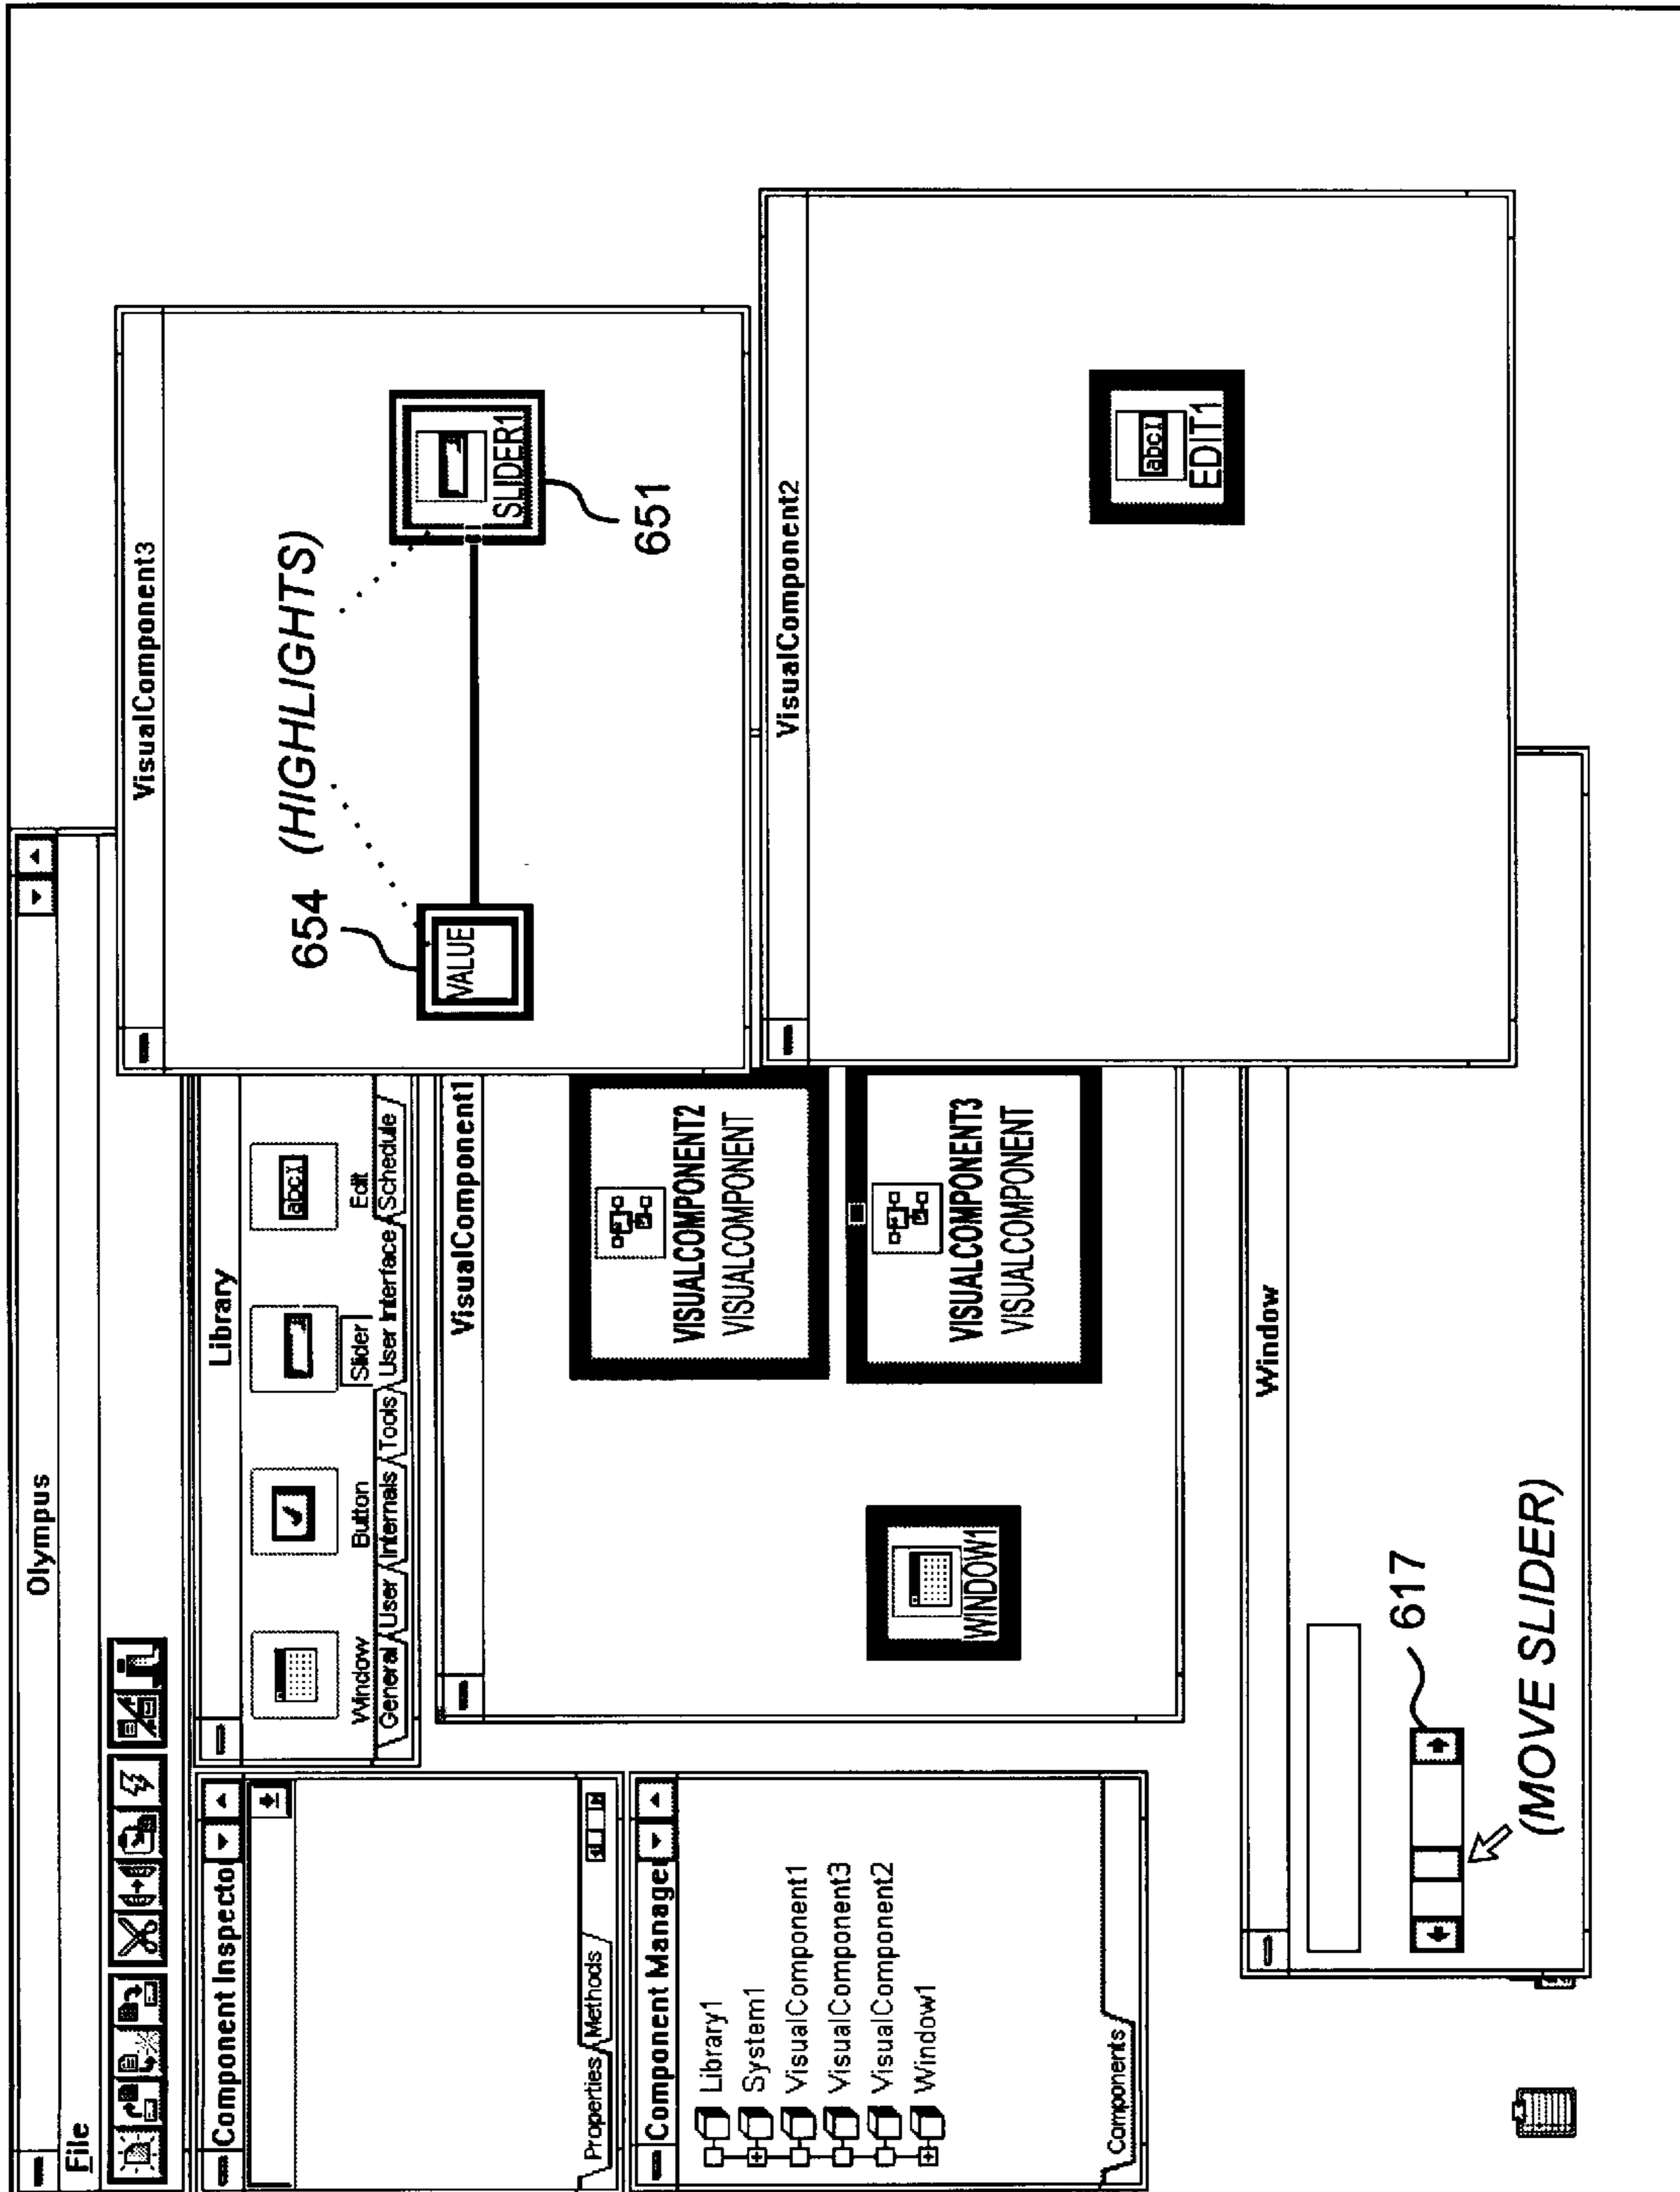 Olympus
File
Component Inspecto
Properties
Methods
Component Manage
Library1
System1
VisualComponent1
VisualComponent3
VisualComponent2
Window1
Components
Library
Window
Button
Slider
abcI
Edit
General
User
Internals
Tools
User Interface
Schedule
VisualComponent1
WINDOW1
VISUALCOMPONENT2
VISUALCOMPONENT
VISUALCOMPONENT3
VISUALCOMPONENT
VisualComponent3
654
(HIGHLIGHTS)
VALUE
SLIDER1
651
VisualComponent2
abcI
EDIT1
Window
617
(MOVE SLIDER)